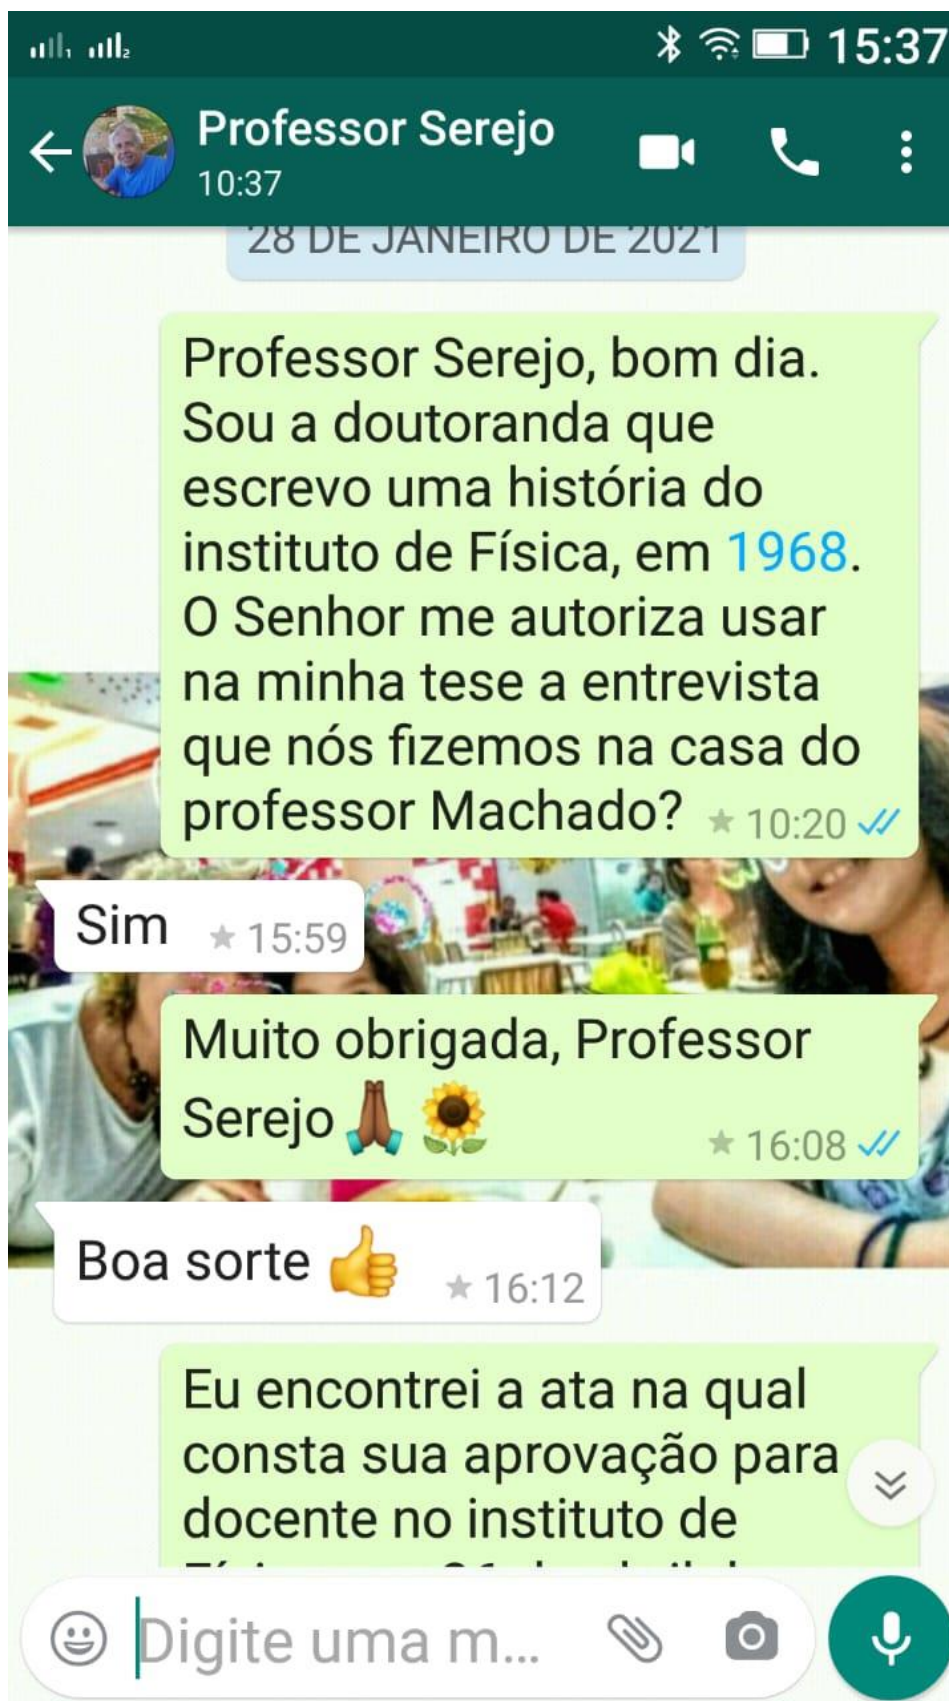 15:37
Professor Serejo
10:37
28 DE JANEIRO DE 2021
Professor Serejo, bom dia.
Sou a doutoranda que
escrevo uma história do
instituto de Física, em 1968.
O Senhor me autoriza usar
na minha tese a entrevista
que nós fizemos na casa do
professor Machado? 10:20
Sim 15:59
Muito obrigada, Professor
Serejo 🙏🏾🌻 16:08
Boa sorte 👍 16:12
Eu encontrei a ata na qual
consta sua aprovação para
docente no instituto de
Digite uma m...